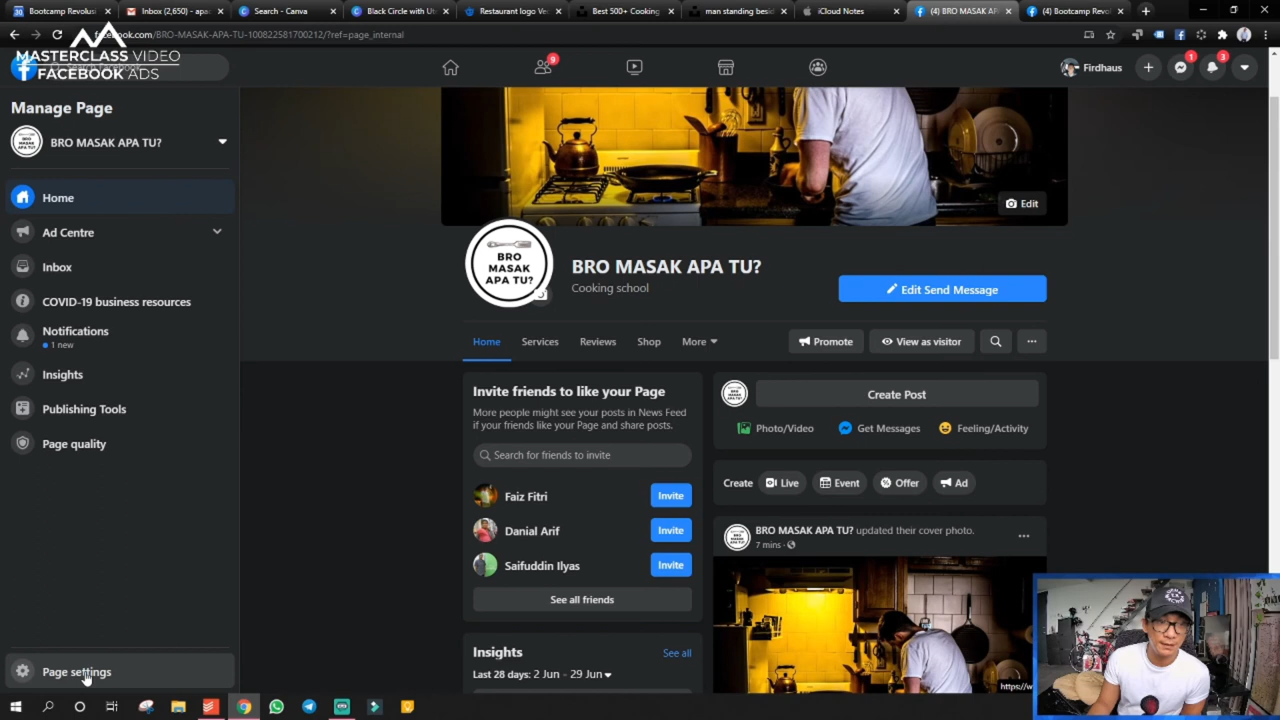 Bootcamp Revolusi
Inbox (2,650) - apa
Search - Canva
Black Circle with Ut
Restaurant logo Ve
Best 500+ Cooking
man standing besid
iCloud Notes
(4) BRO MASAK AP
(4) Bootcamp Revol
facebook.com/BRO-MASAK-APA-TU-100822581700212/?ref=page_internal
MASTERCLASS VIDEO
FACEBOOK ADS
9
Firdhaus
1
3
Manage Page
BRO MASAK APA TU?
Home
Ad Centre
Inbox
COVID-19 business resources
Notifications
1 new
Insights
Publishing Tools
Page quality
Page settings
Edit
BRO
MASAK
APA TU?
BRO MASAK APA TU?
Cooking school
Edit Send Message
Home
Services
Reviews
Shop
More
Promote
View as visitor
Invite friends to like your Page
More people might see your posts in News Feed
if your friends like your Page and share posts.
Search for friends to invite
Faiz Fitri
Invite
Danial Arif
Invite
Saifuddin Ilyas
Invite
See all friends
Insights
See all
Last 28 days: 2 Jun - 29 Jun
Create Post
Photo/Video
Get Messages
Feeling/Activity
Create
Live
Event
Offer
Ad
BRO MASAK APA TU? updated their cover photo.
7 mins
https://w